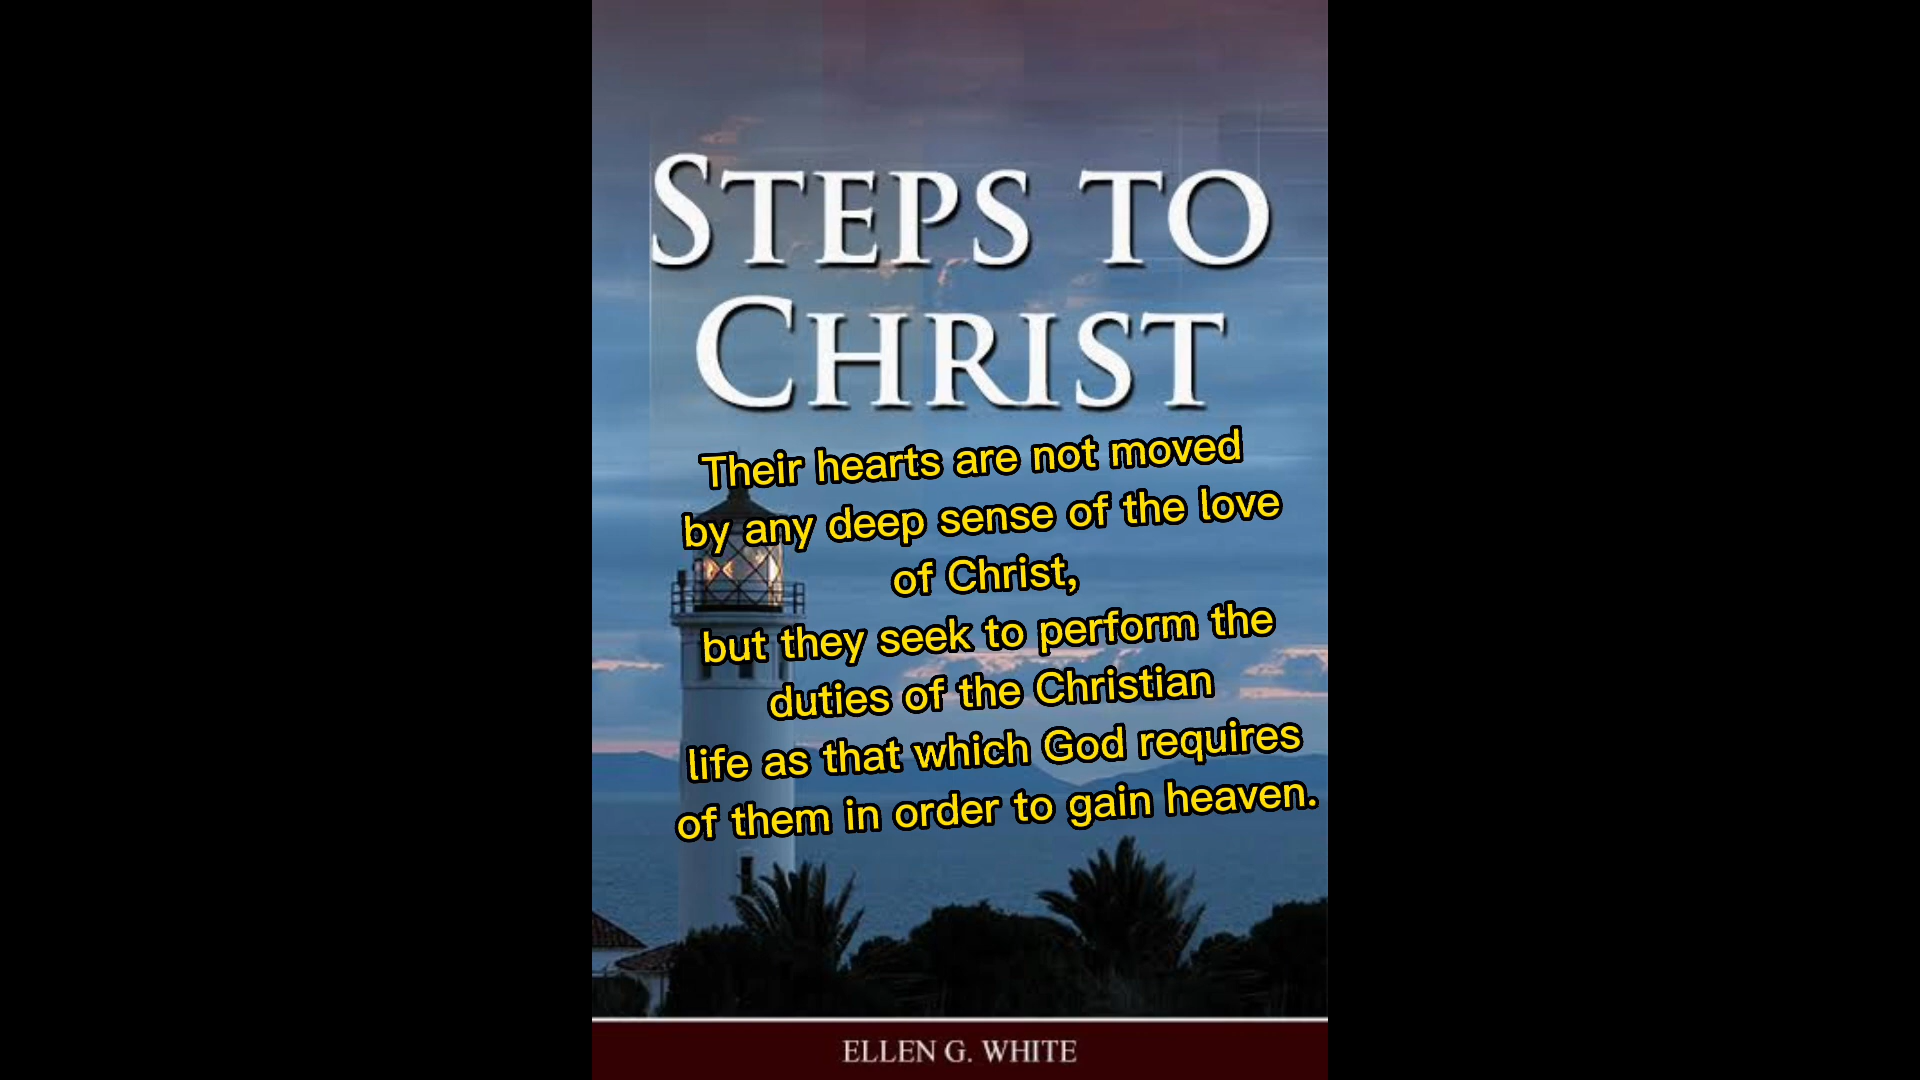 STEPS TO
CHRIST
Their hearts are not moved
by any deep sense of the love
of Christ,
but they seek to perform the
duties of the Christian
life as that which God requires
of them in order to gain heaven.
ELLEN G. WHITE